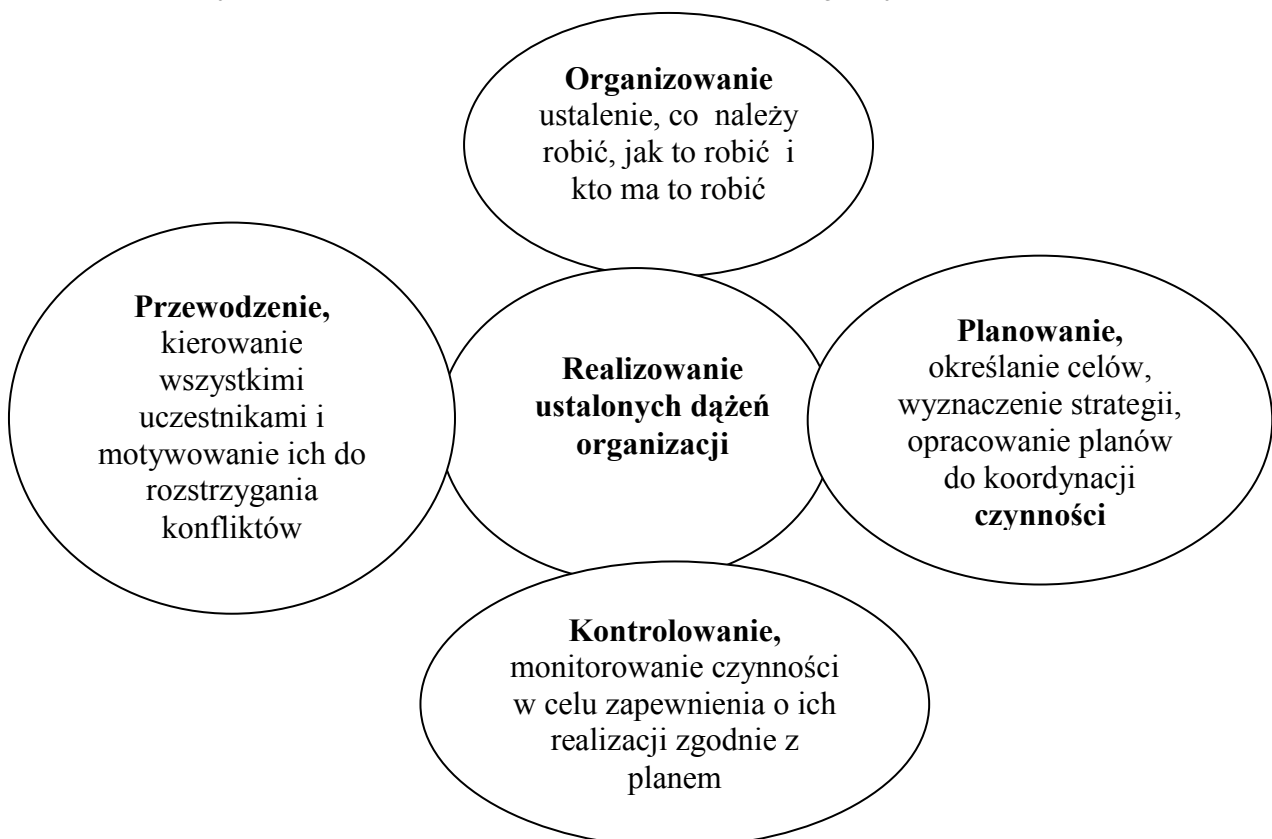 Organizowanie
ustalenie, co należy
robić, jak to robić i
kto ma to robić
Przewodzenie,
kierowanie
wszystkimi
uczestnikami i
motywowanie ich do
rozstrzygania
konfliktów
Realizowanie
ustalonych dążeń
organizacji
Planowanie,
określanie celów,
wyznaczenie strategii,
opracowanie planów
do koordynacji
czynności
Kontrolowanie,
monitorowanie czynności
w celu zapewnienia o ich
realizacji zgodnie z
planem